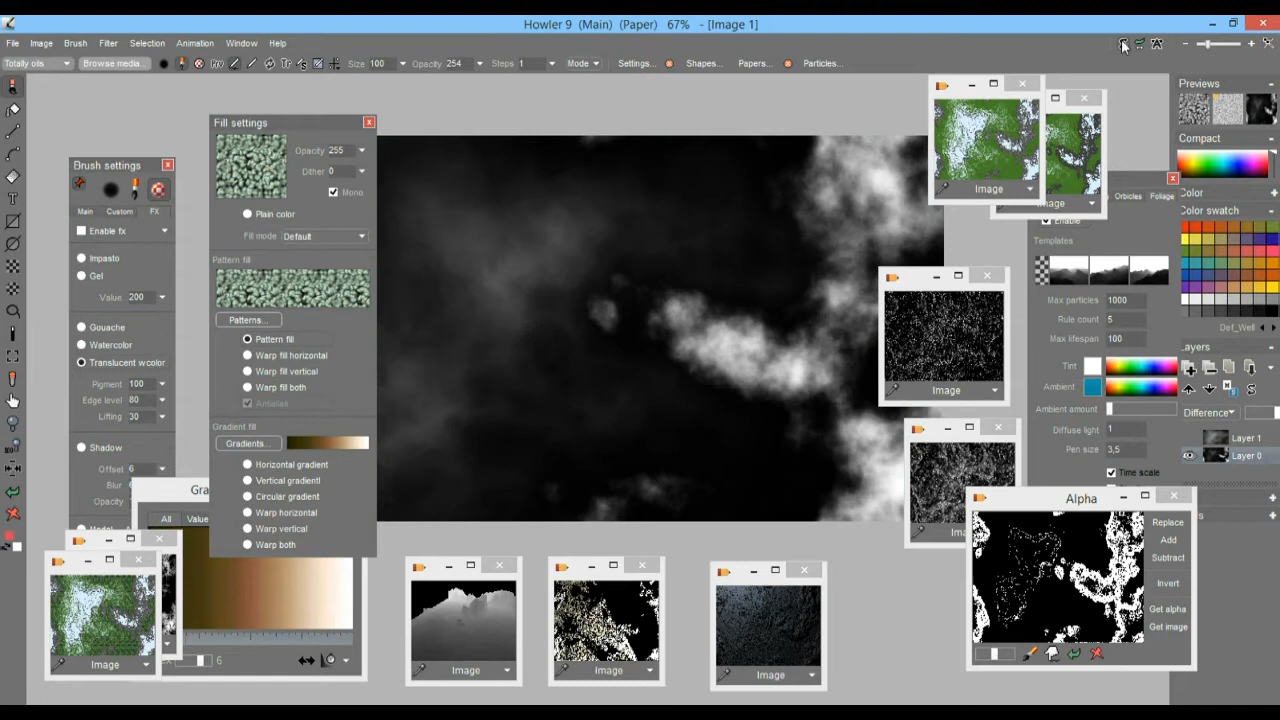 Howler 9 (Main) (Paper) 67% - [Image 1]
File Image Brush Filter Selection Animation Window Help
Totally oils Browse media... Pro Tr Size 100 Opacity 254 Steps 1 Mode Settings... Shapes... Papers... Particles...
Previews
Compact
Color
Color swatch
Def_Well
Layers
Difference
Layer 1
Layer 0
Brush settings
Main Custom FX
Enable fx
Impasto
Gel
Value 200
Gouache
Watercolor
Translucent wcolor
Pigment 100
Edge level 80
Lifting 30
Shadow
Offset 6
Blur
Opacity
Fill settings
Opacity 255
Dither 0
Mono
Plain color
Fill mode Default
Pattern fill
Patterns...
Pattern fill
Warp fill horizontal
Warp fill vertical
Warp fill both
Antialias
Gradient fill
Gradients...
Horizontal gradient
Vertical gradientl
Circular gradient
Warp horizontal
Warp vertical
Warp both
All Value
6
Image
Image
Image
Image
Image
Image
Orbicles Foliage
Enable
Templates
Max particles 1000
Rule count 5
Max lifespan 100
Tint
Ambient
Ambient amount
Diffuse light 1
Pen size 3,5
Time scale
Alpha
Replace
Add
Subtract
Invert
Get alpha
Get image